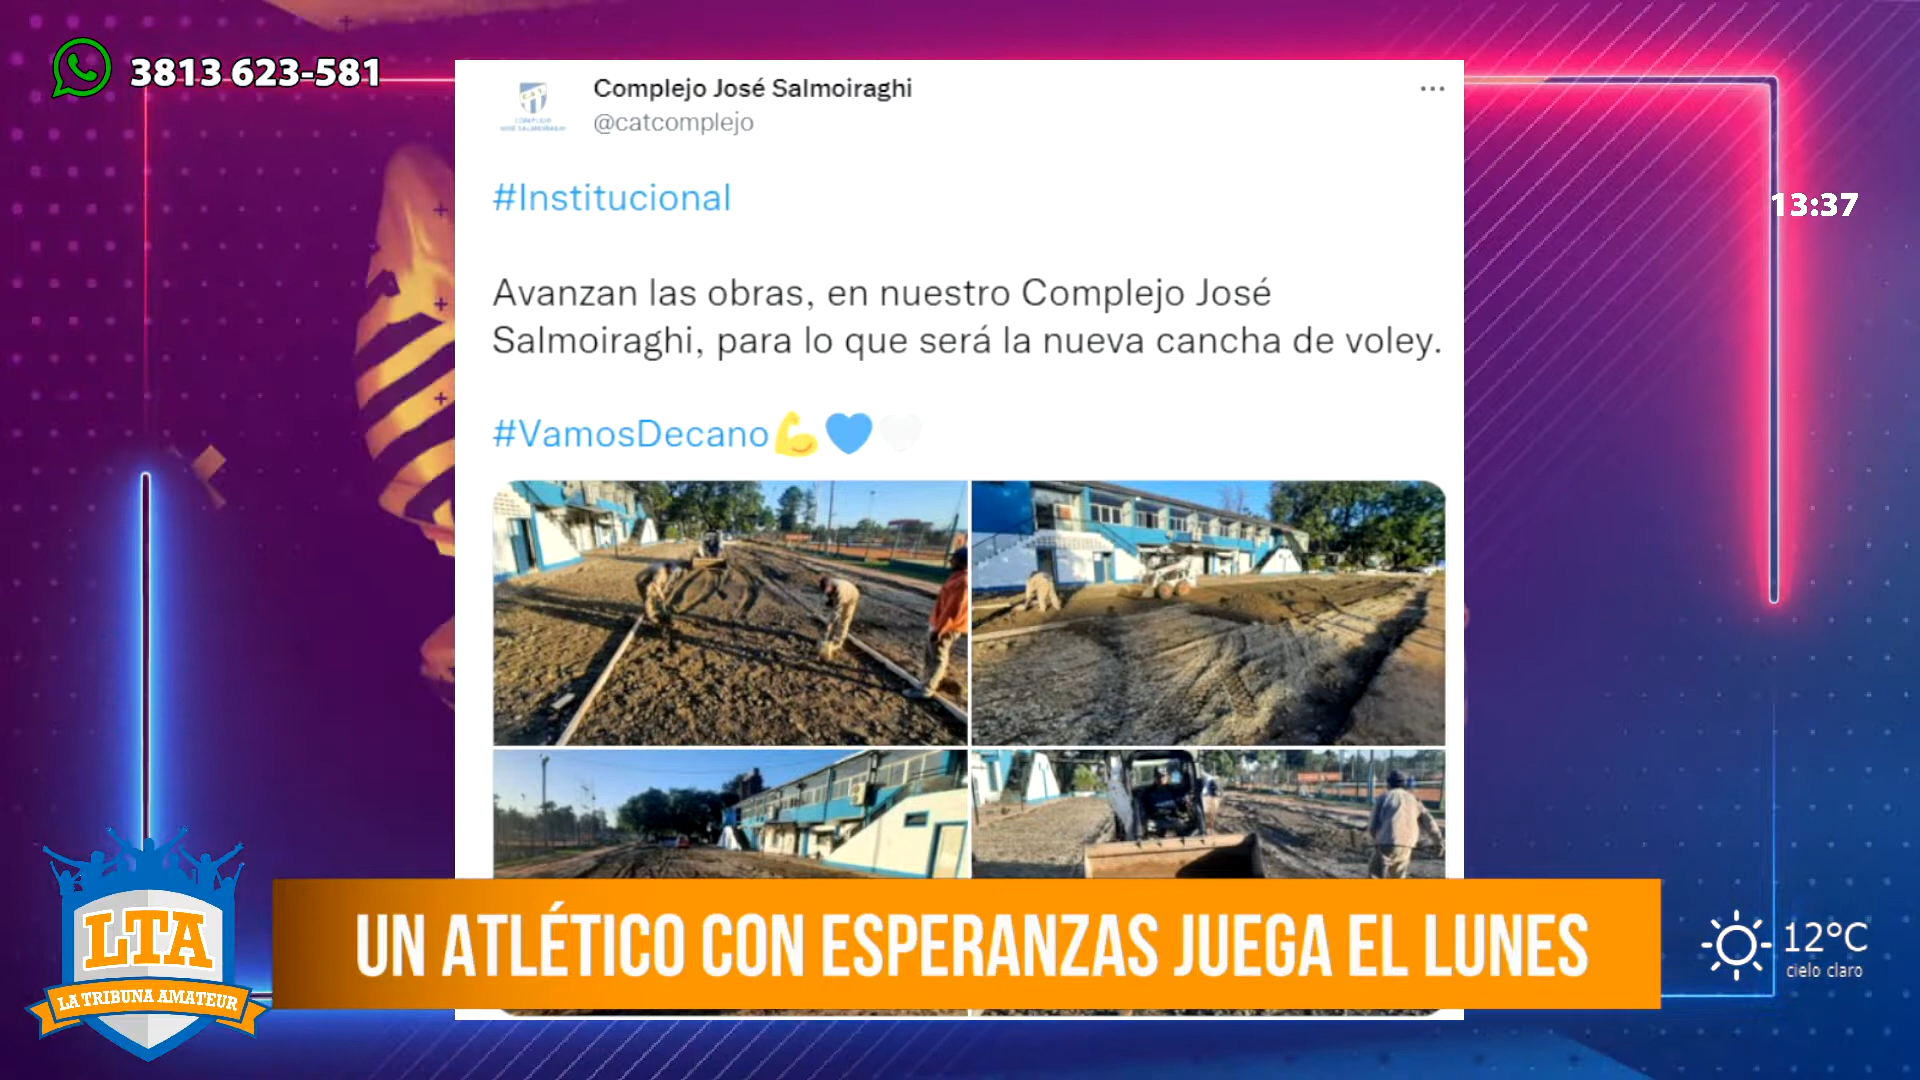 3813 623-581
Complejo José Salmoiraghi
@catcomplejo
#Institucional
13:37
Avanzan las obras, en nuestro Complejo José
Salmoiraghi, para lo que será la nueva cancha de voley.
#VamosDecano
LTA
LA TRIBUNA AMATEUR
UN ATLÉTICO CON ESPERANZAS JUEGA EL LUNES
12°C
cielo claro